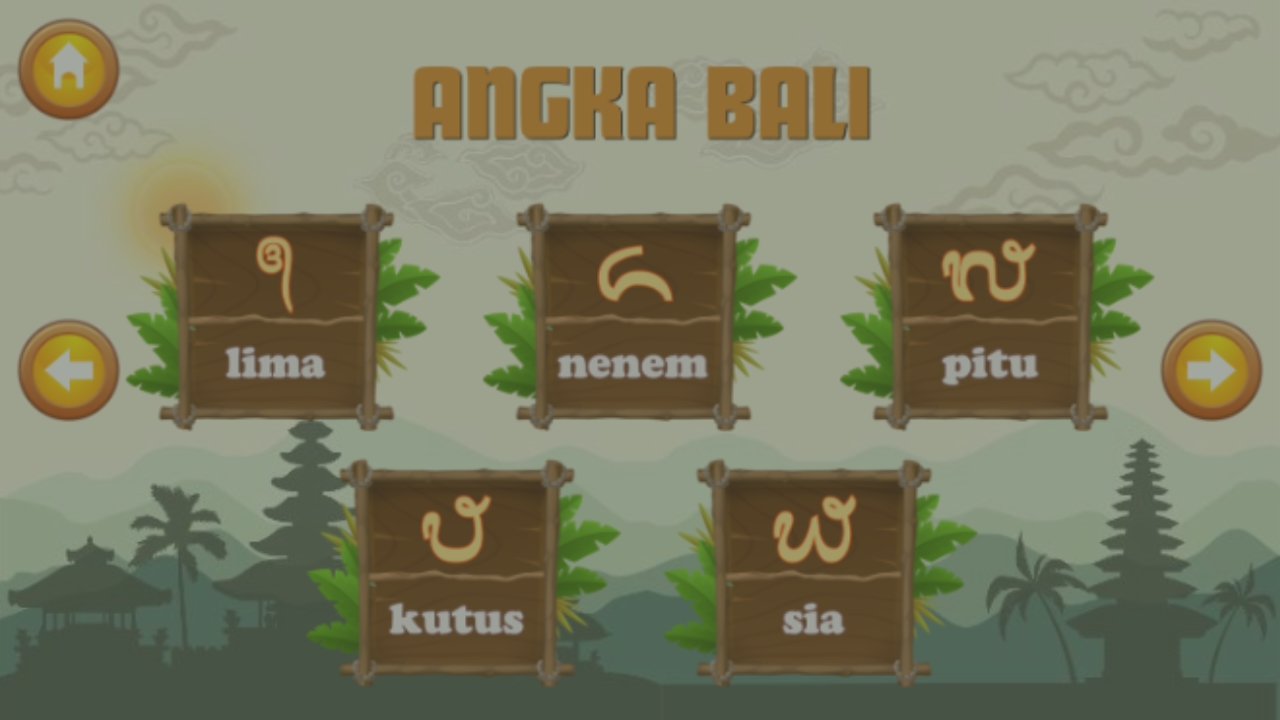 ANGKA BALI
᭕ ᭖ ᭗
lima nenem pitu
᭘ ᭙
kutus sia